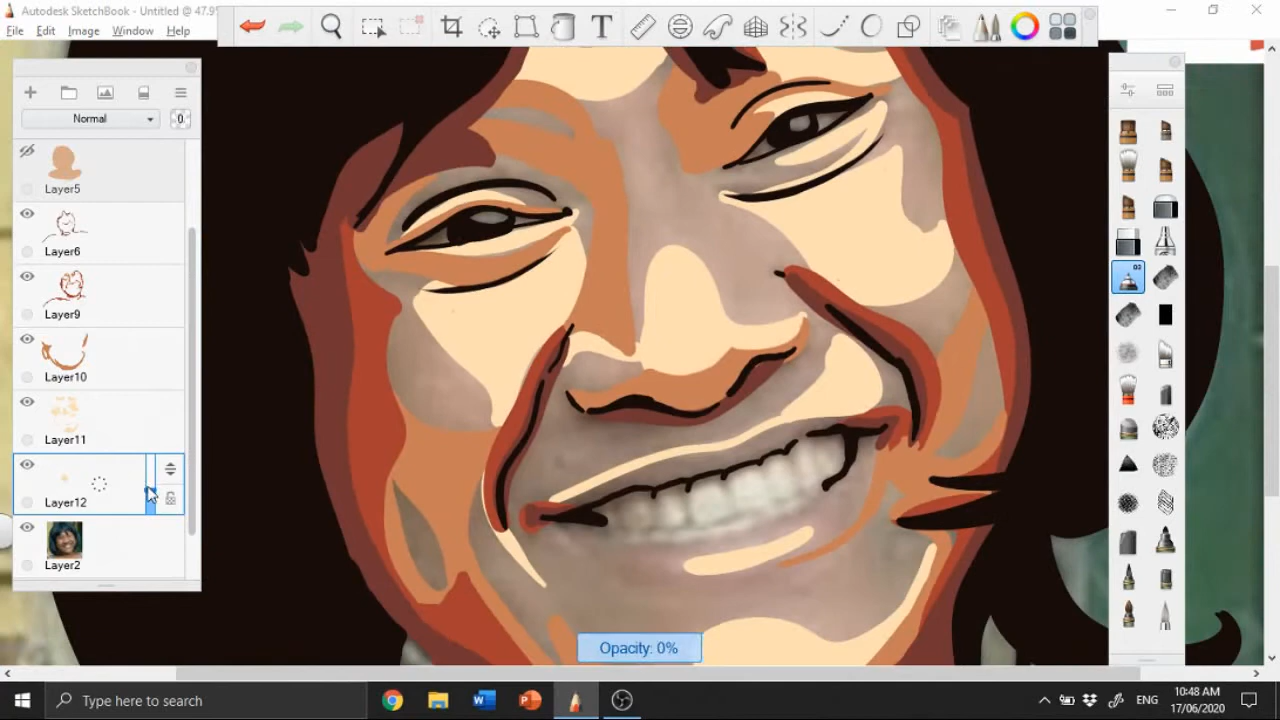 Autodesk SketchBook - Untitled @ 47.9%
File Edit Image Window Help
T
Normal
0
Layer5
Layer6
Layer9
Layer10
Layer11
Layer12
Layer2
Opacity: 0%
Type here to search
ENG
10:48 AM
17/06/2020